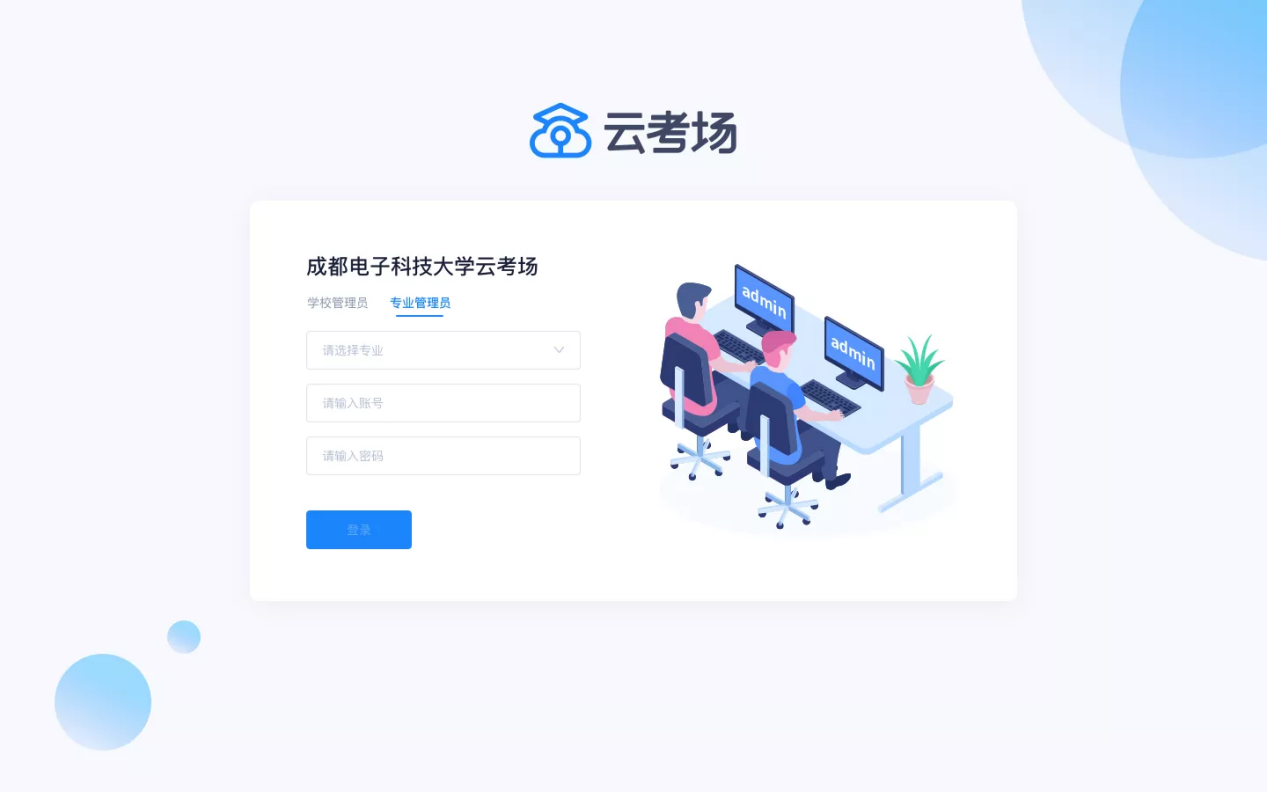 云考场
成都电子科技大学云考场
学校管理员 专业管理员
请选择专业
请输入账号
请输入密码
登录
admin
admin